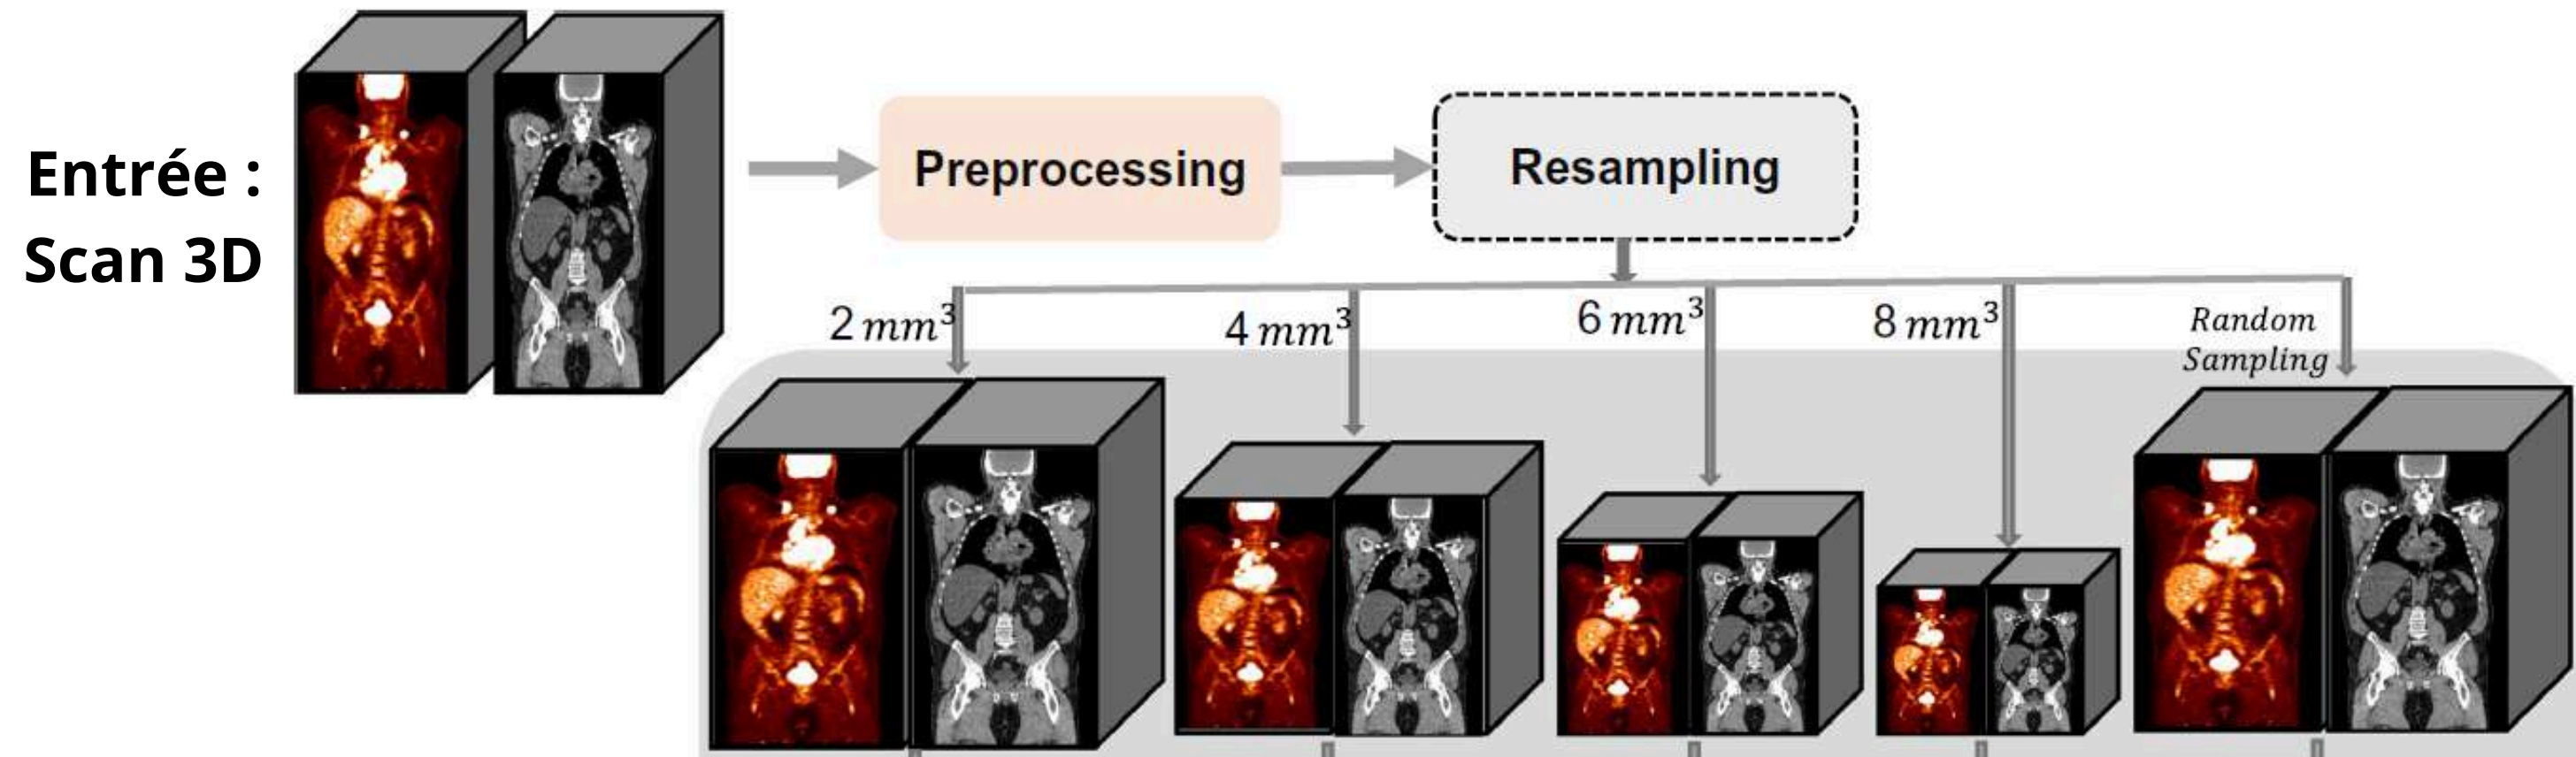 Entrée :
Scan 3D
Preprocessing
Resampling
2 mm³
4 mm³
6 mm³
8 mm³
Random
Sampling